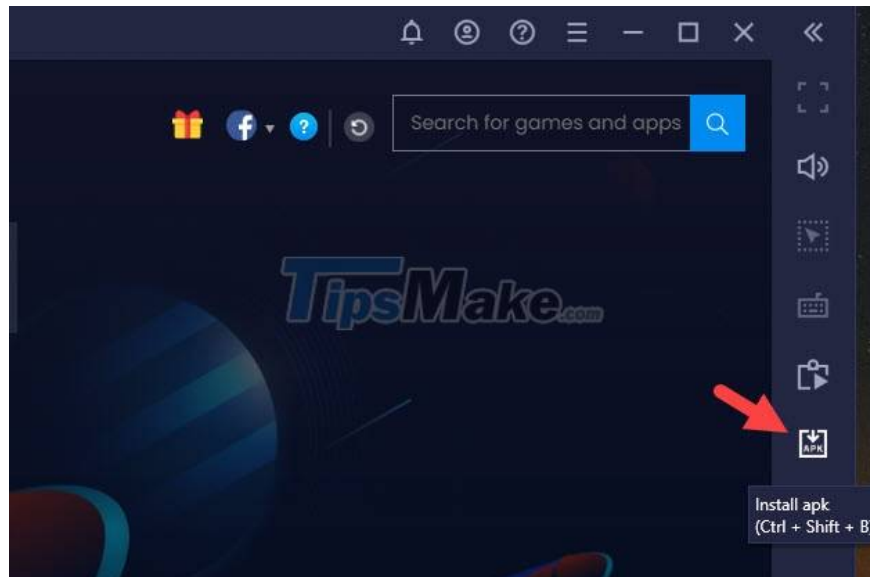 Search for games and apps
TipsMake.com
APK
Install apk
(Ctrl + Shift + B)